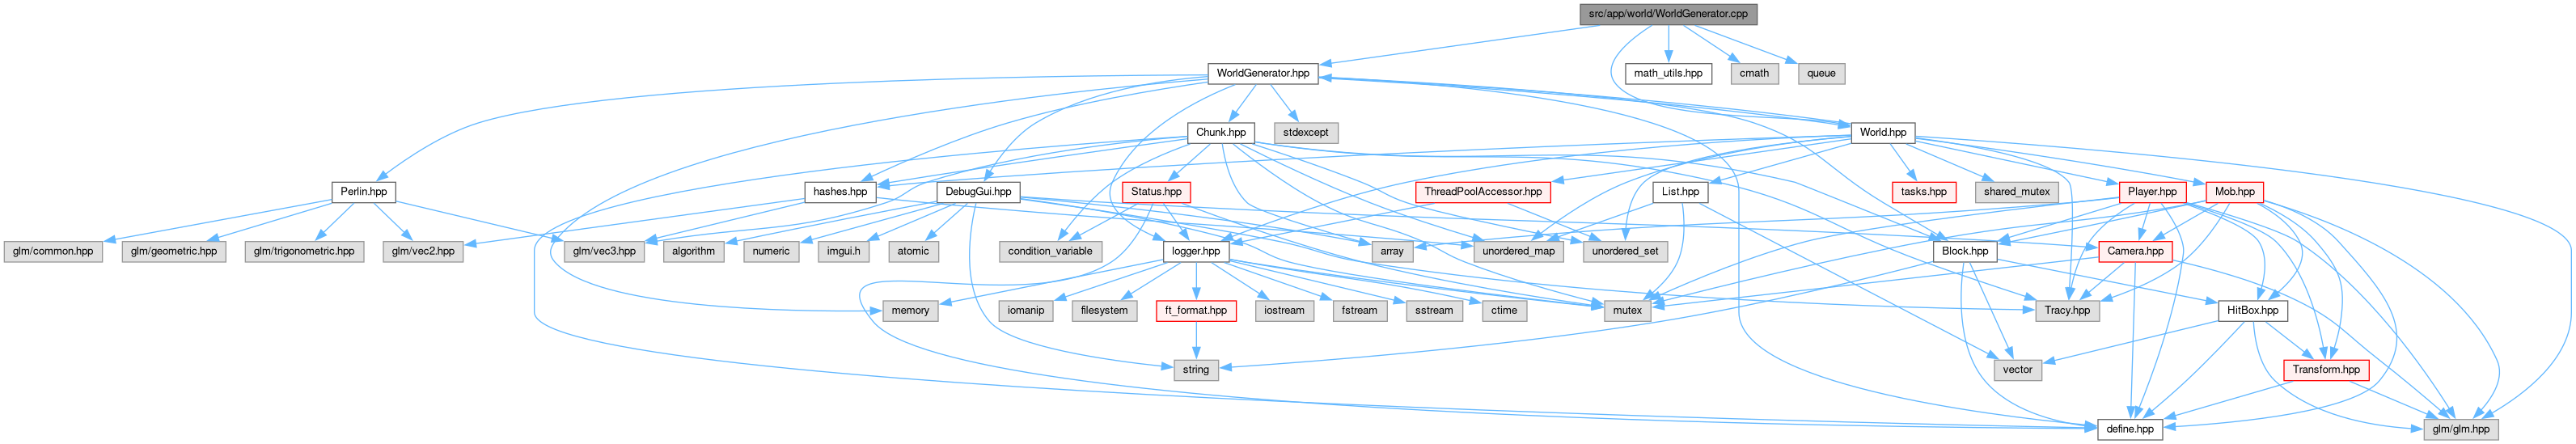 src/app/world/WorldGenerator.cpp
WorldGenerator.hpp
math_utils.hpp
cmath
queue
Chunk.hpp
stdexcept
World.hpp
Perlin.hpp
hashes.hpp
DebugGui.hpp
Status.hpp
ThreadPoolAccessor.hpp
List.hpp
tasks.hpp
shared_mutex
Player.hpp
Mob.hpp
glm/common.hpp
glm/geometric.hpp
glm/trigonometric.hpp
glm/vec2.hpp
glm/vec3.hpp
algorithm
numeric
imgui.h
atomic
condition_variable
logger.hpp
array
unordered_map
unordered_set
Block.hpp
Camera.hpp
memory
iomanip
filesystem
ft_format.hpp
iostream
fstream
sstream
ctime
mutex
Tracy.hpp
HitBox.hpp
string
vector
Transform.hpp
define.hpp
glm/glm.hpp